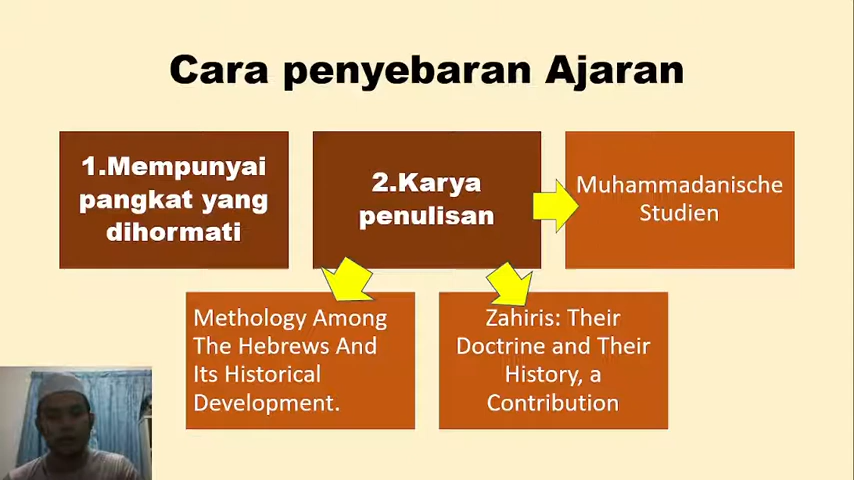 Cara penyebaran Ajaran
1.Mempunyai
pangkat yang
dihormati
2.Karya
penulisan
Muhammadanische
Studien
Methology Among
The Hebrews And
Its Historical
Development.
Zahiris: Their
Doctrine and Their
History, a
Contribution